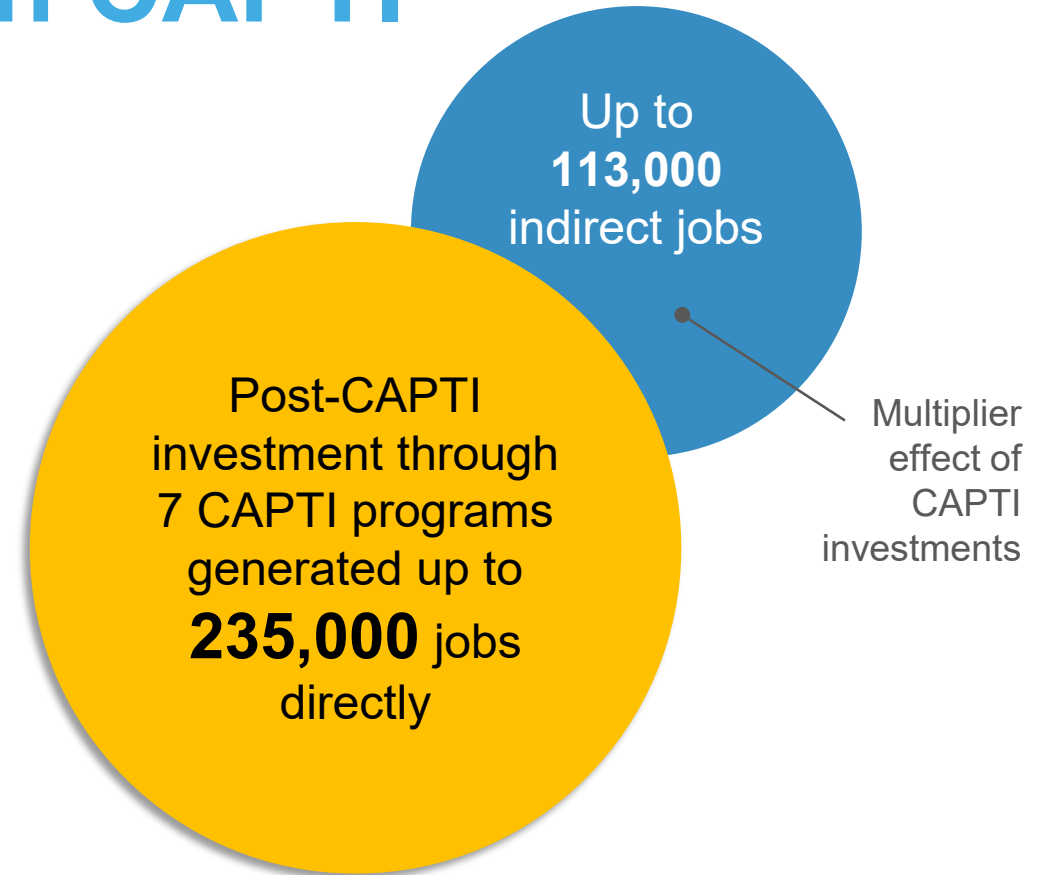 CAPTI
Up to
113,000
indirect jobs
Post-CAPTI
investment through
7 CAPTI programs
generated up to
235,000 jobs
directly
Multiplier
effect of
CAPTI
investments